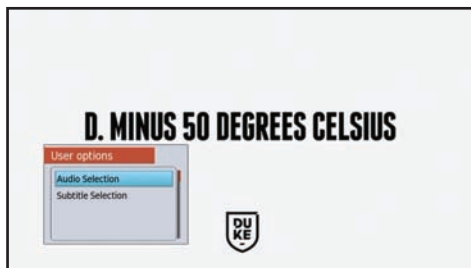 D. MINUS 50 DEGREES CELSIUS
User options
Audio Selection
Subtitle Selection
DU
KE